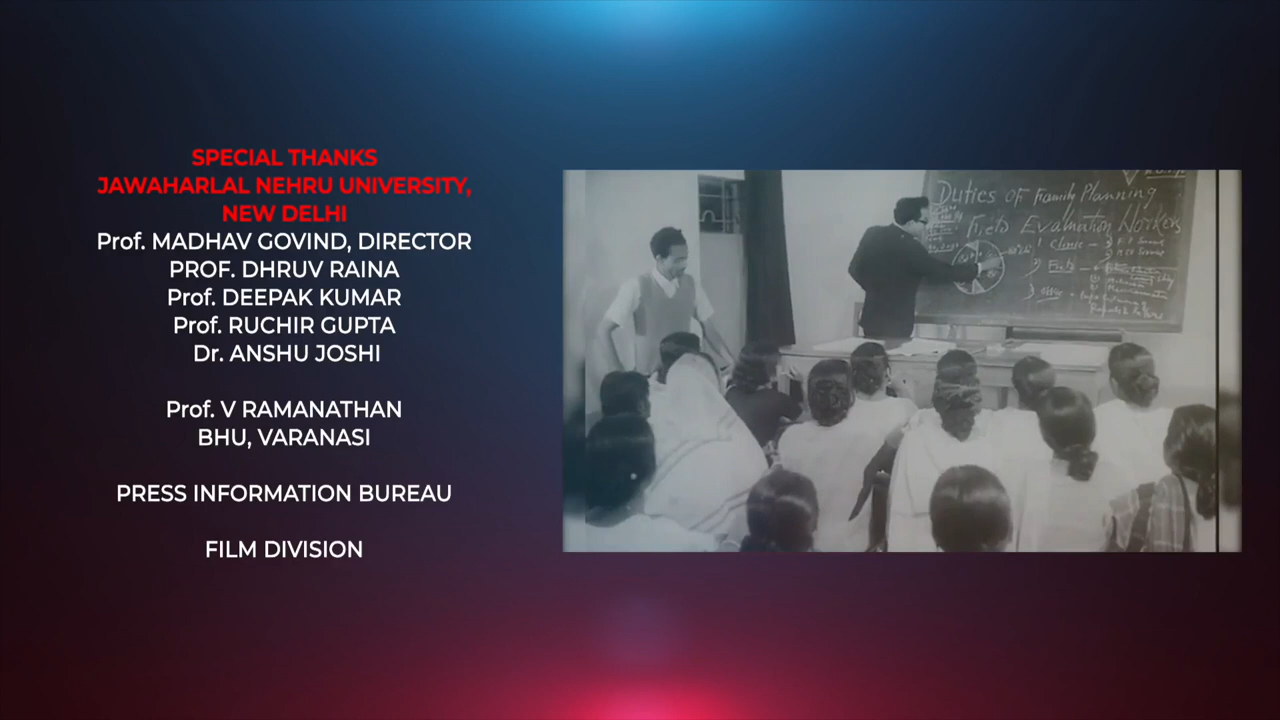 SPECIAL THANKS
JAWAHARLAL NEHRU UNIVERSITY,
NEW DELHI
Prof. MADHAV GOVIND, DIRECTOR
PROF. DHRUV RAINA
Prof. DEEPAK KUMAR
Prof. RUCHIR GUPTA
Dr. ANSHU JOSHI
Prof. V RAMANATHAN
BHU, VARANASI
PRESS INFORMATION BUREAU
FILM DIVISION
Duties of Family Planning
Evaluation Workers
Clinic